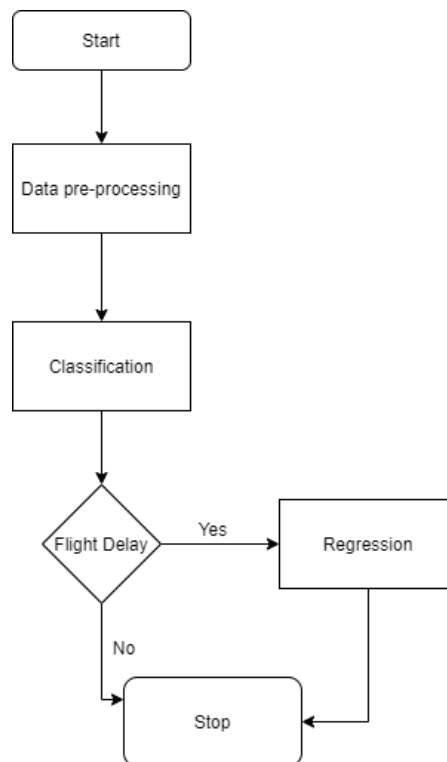 Start
Data pre-processing
Classification
Flight Delay
Yes
Regression
No
Stop